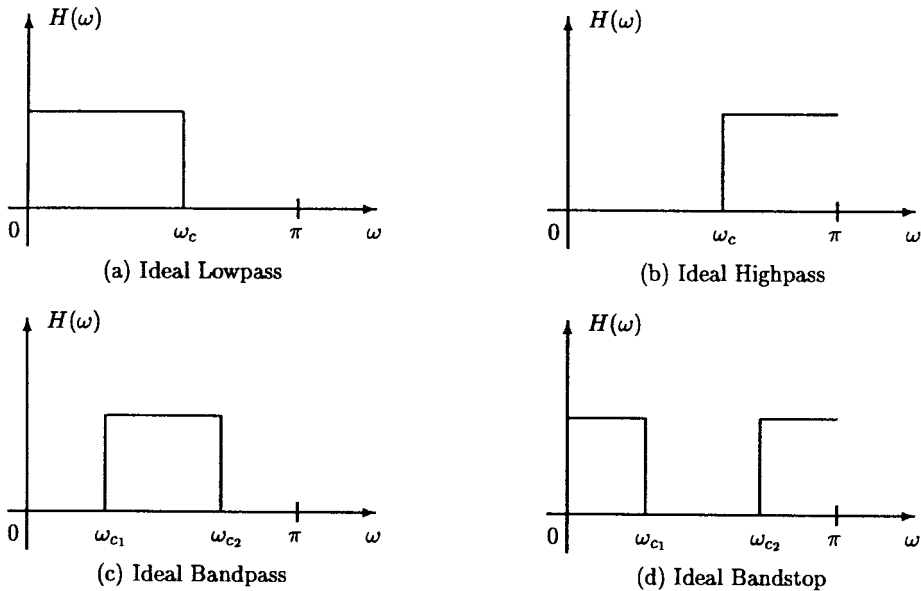 H(ω)
0 ω_c π ω
(a) Ideal Lowpass
H(ω)
0 ω_c π ω
(b) Ideal Highpass
H(ω)
0 ω_{c_1} ω_{c_2} π ω
(c) Ideal Bandpass
H(ω)
0 ω_{c_1} ω_{c_2} π ω
(d) Ideal Bandstop